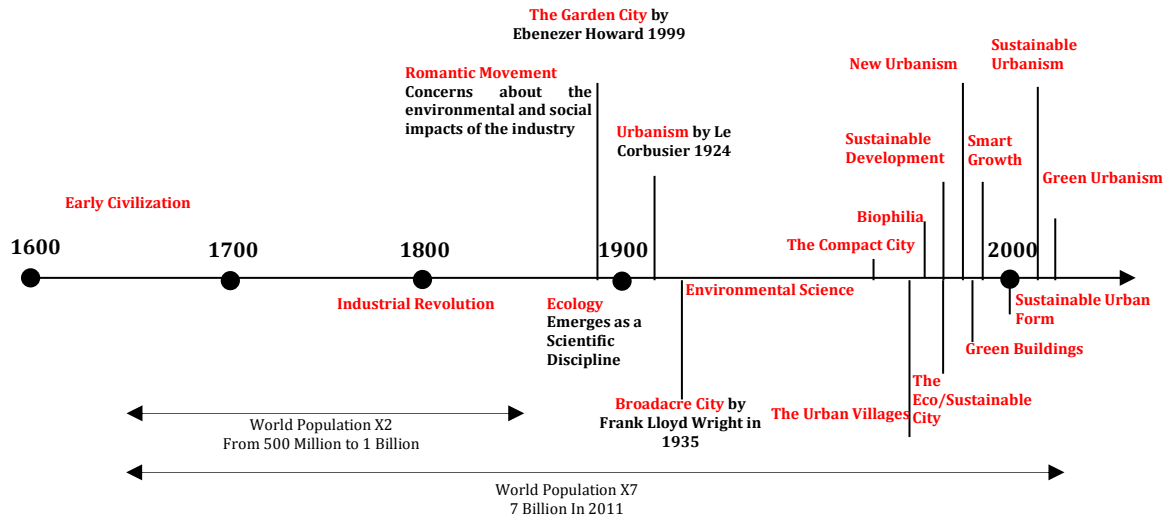 The Garden City by
Ebenezer Howard 1999
Romantic Movement
Concerns about the
environmental and social
impacts of the industry
Urbanism by Le
Corbusier 1924
New Urbanism
Sustainable
Urbanism
Sustainable
Development
Smart
Growth
Green Urbanism
Early Civilization
Biophilia
The Compact City
1600
1700
1800
1900
2000
Industrial Revolution
Ecology
Emerges as a
Scientific
Discipline
Environmental Science
Sustainable Urban
Form
Green Buildings
Broadacre City by
Frank Lloyd Wright in
1935
The Urban Villages
The
Eco/Sustainable
City
World Population X2
From 500 Million to 1 Billion
World Population X7
7 Billion In 2011